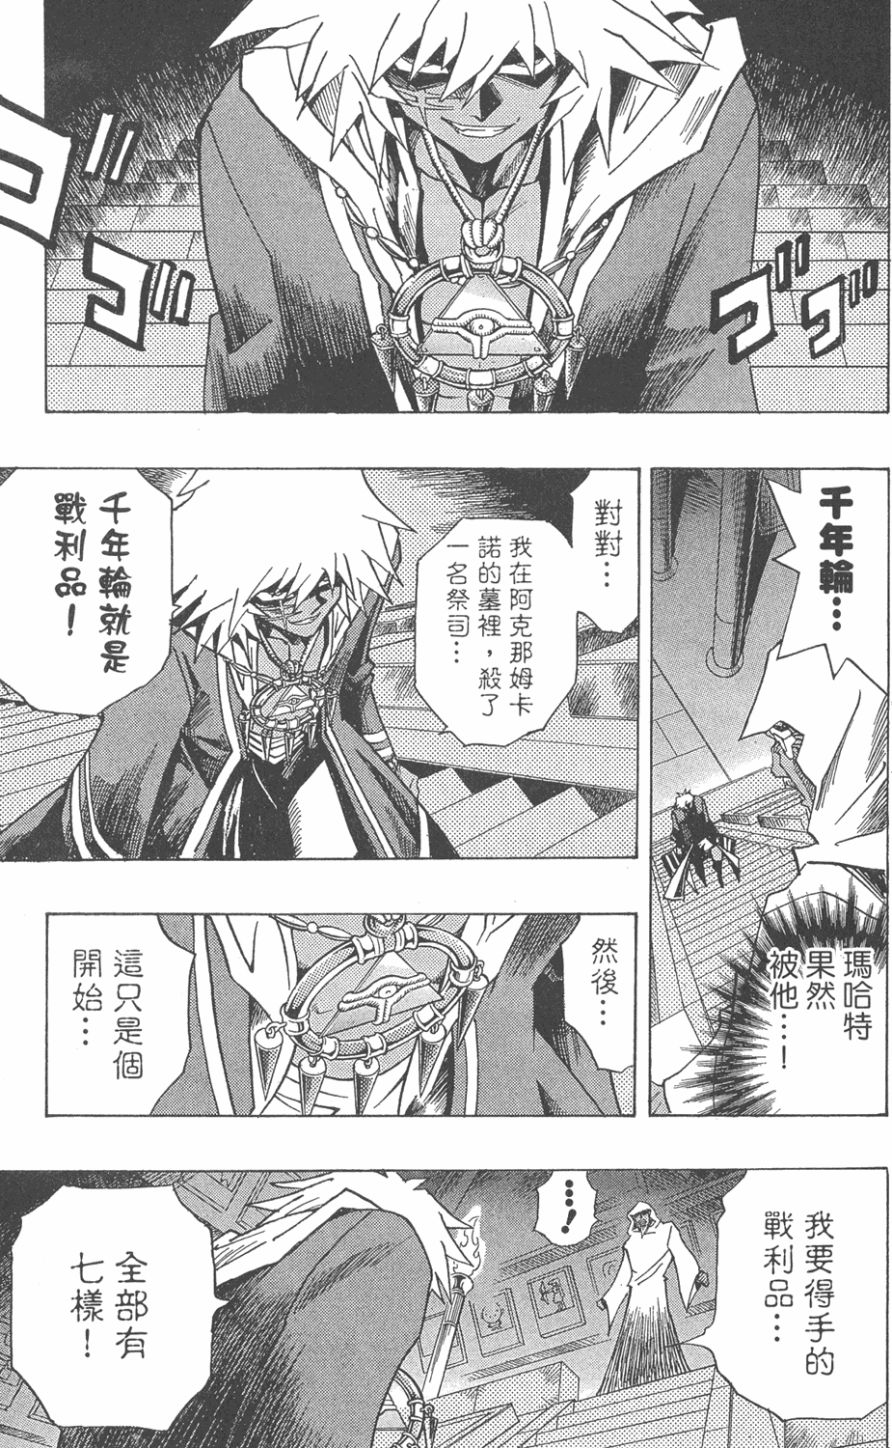 ゴゴ
ゴゴ
千年輪…
瑪哈特
果然
被他…！
對對…
我在阿克那姆卡
諾的墓裡，殺了
一名祭司…
千年輪就是
戰利品！
然後…
這只是個
開始…
我要得手的
戰利品…
…！
全部有
七樣！